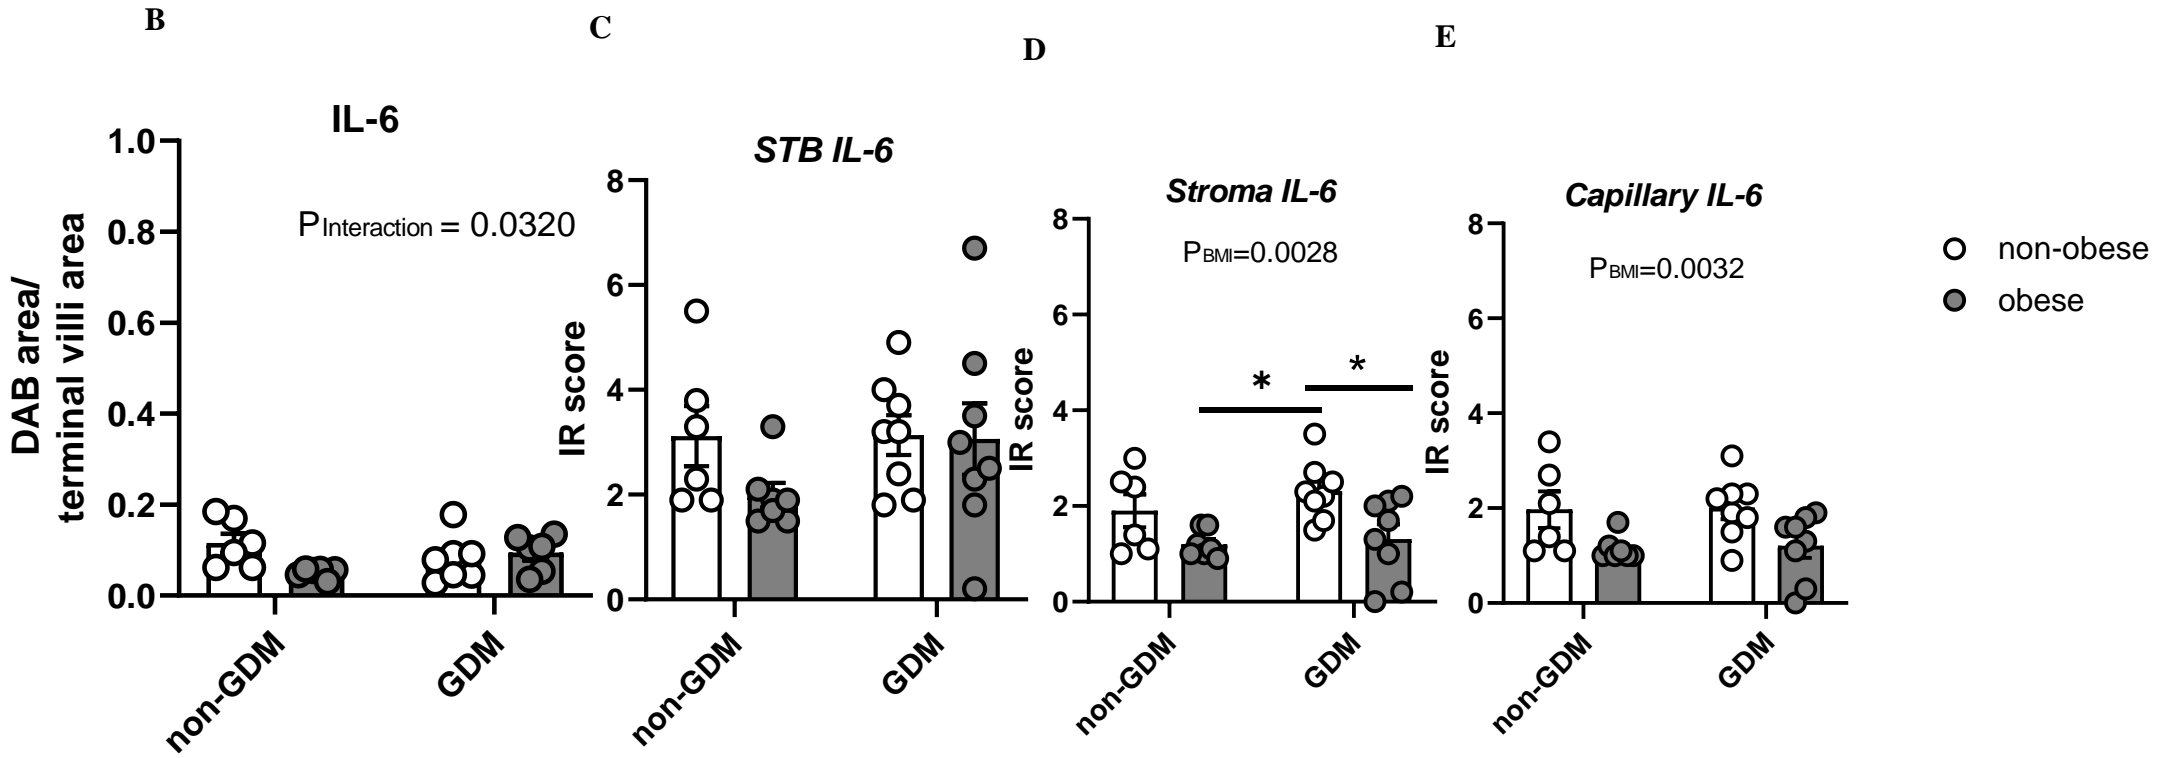 B
IL-6
DAB area/
terminal villi area
1.0
0.8
0.6
0.4
0.2
0.0
PInteraction = 0.0320
non-GDM
GDM
C
STB IL-6
IR score
8
6
4
2
0
non-GDM
GDM
D
Stroma IL-6
IR score
8
6
4
2
0
PBMI=0.0028
*
*
non-GDM
GDM
E
Capillary IL-6
IR score
8
6
4
2
0
PBMI=0.0032
non-GDM
GDM
non-obese
obese